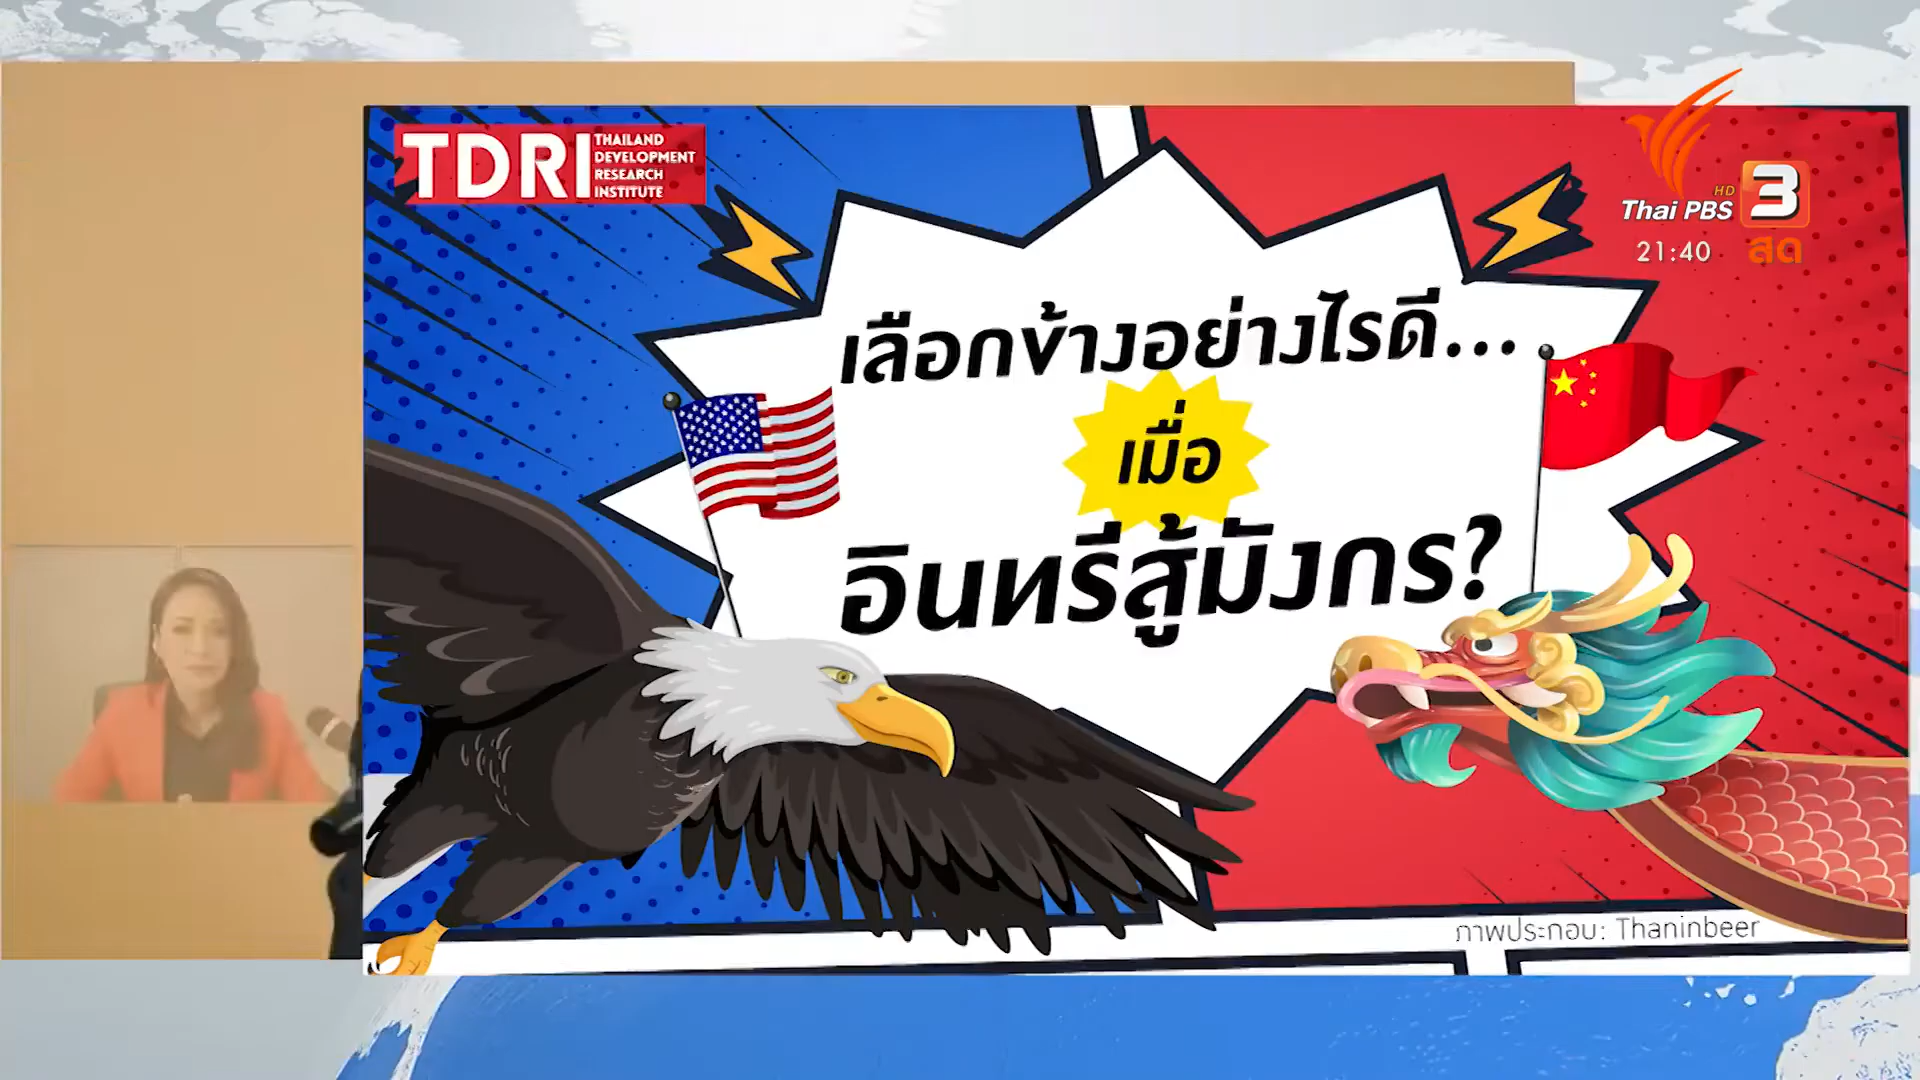 TDRI
THAILAND
DEVELOPMENT
RESEARCH
INSTITUTE
HD
Thai PBS 3
21:40 สด
เลือกข้างอย่างไรดี...
เมื่อ
อินทรีสู้มังกร?
ภาพประกอบ: Thaninbeer